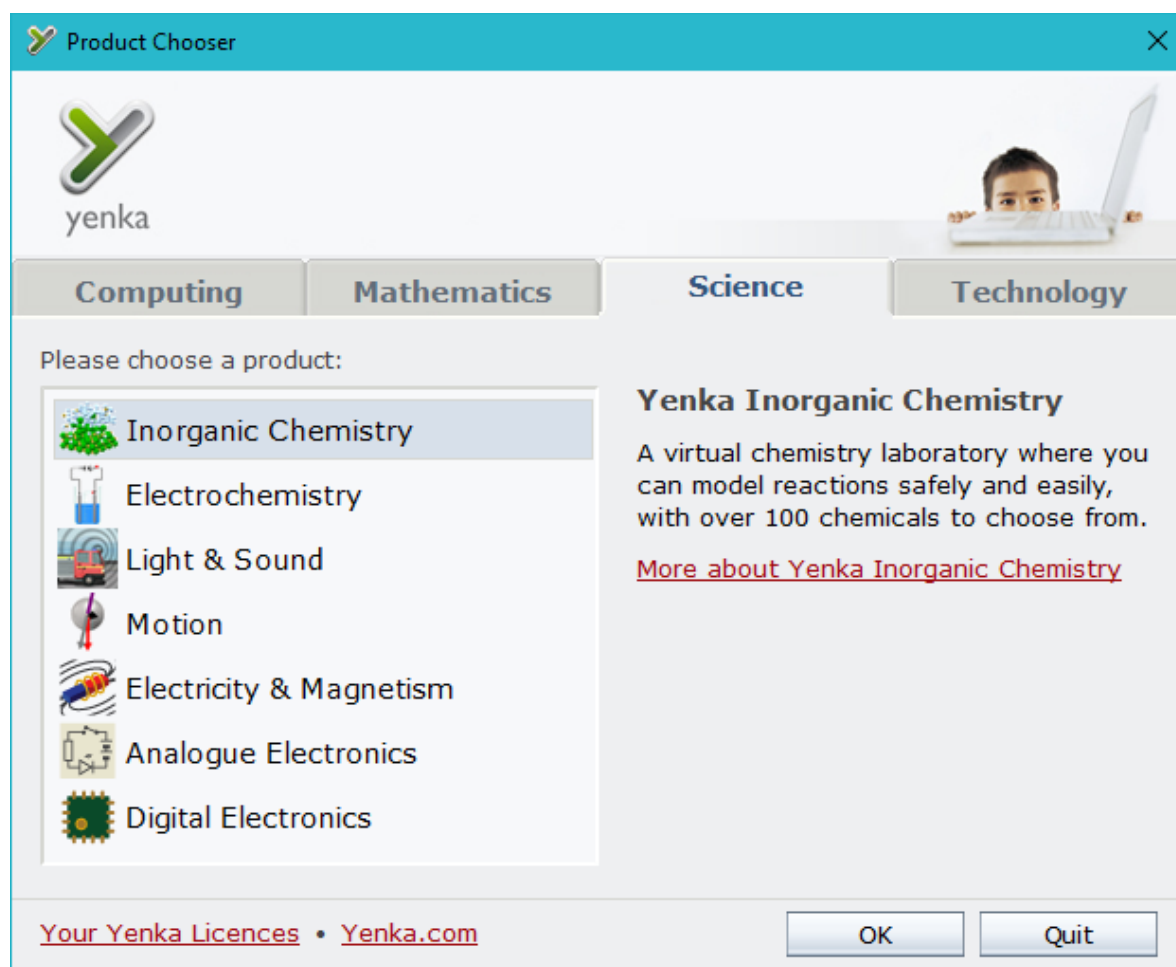 Product Chooser
yenka
Computing
Mathematics
Science
Technology
Please choose a product:
Inorganic Chemistry
Electrochemistry
Light & Sound
Motion
Electricity & Magnetism
Analogue Electronics
Digital Electronics
Yenka Inorganic Chemistry
A virtual chemistry laboratory where you
can model reactions safely and easily,
with over 100 chemicals to choose from.
More about Yenka Inorganic Chemistry
Your Yenka Licences • Yenka.com
OK
Quit